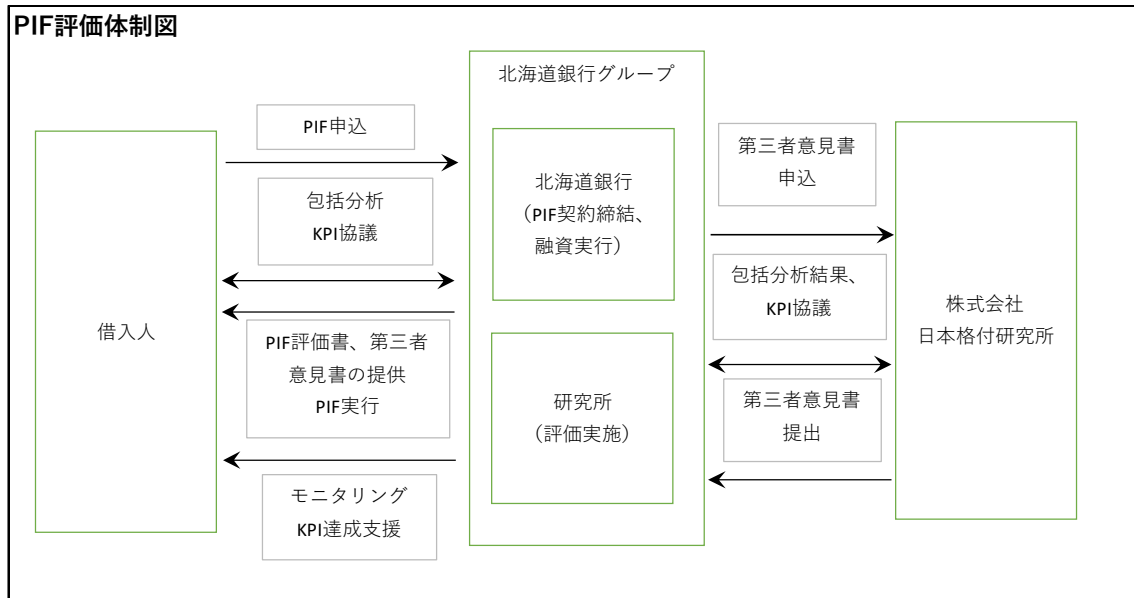 PIF評価体制図
北海道銀行グループ
PIF申込
包括分析
KPI協議
借入人
PIF評価書、第三者
意見書の提供
PIF実行
モニタリング
KPI達成支援
北海道銀行
（PIF契約締結、
融資実行）
研究所
（評価実施）
第三者意見書
申込
包括分析結果、
KPI協議
第三者意見書
提出
株式会社
日本格付研究所